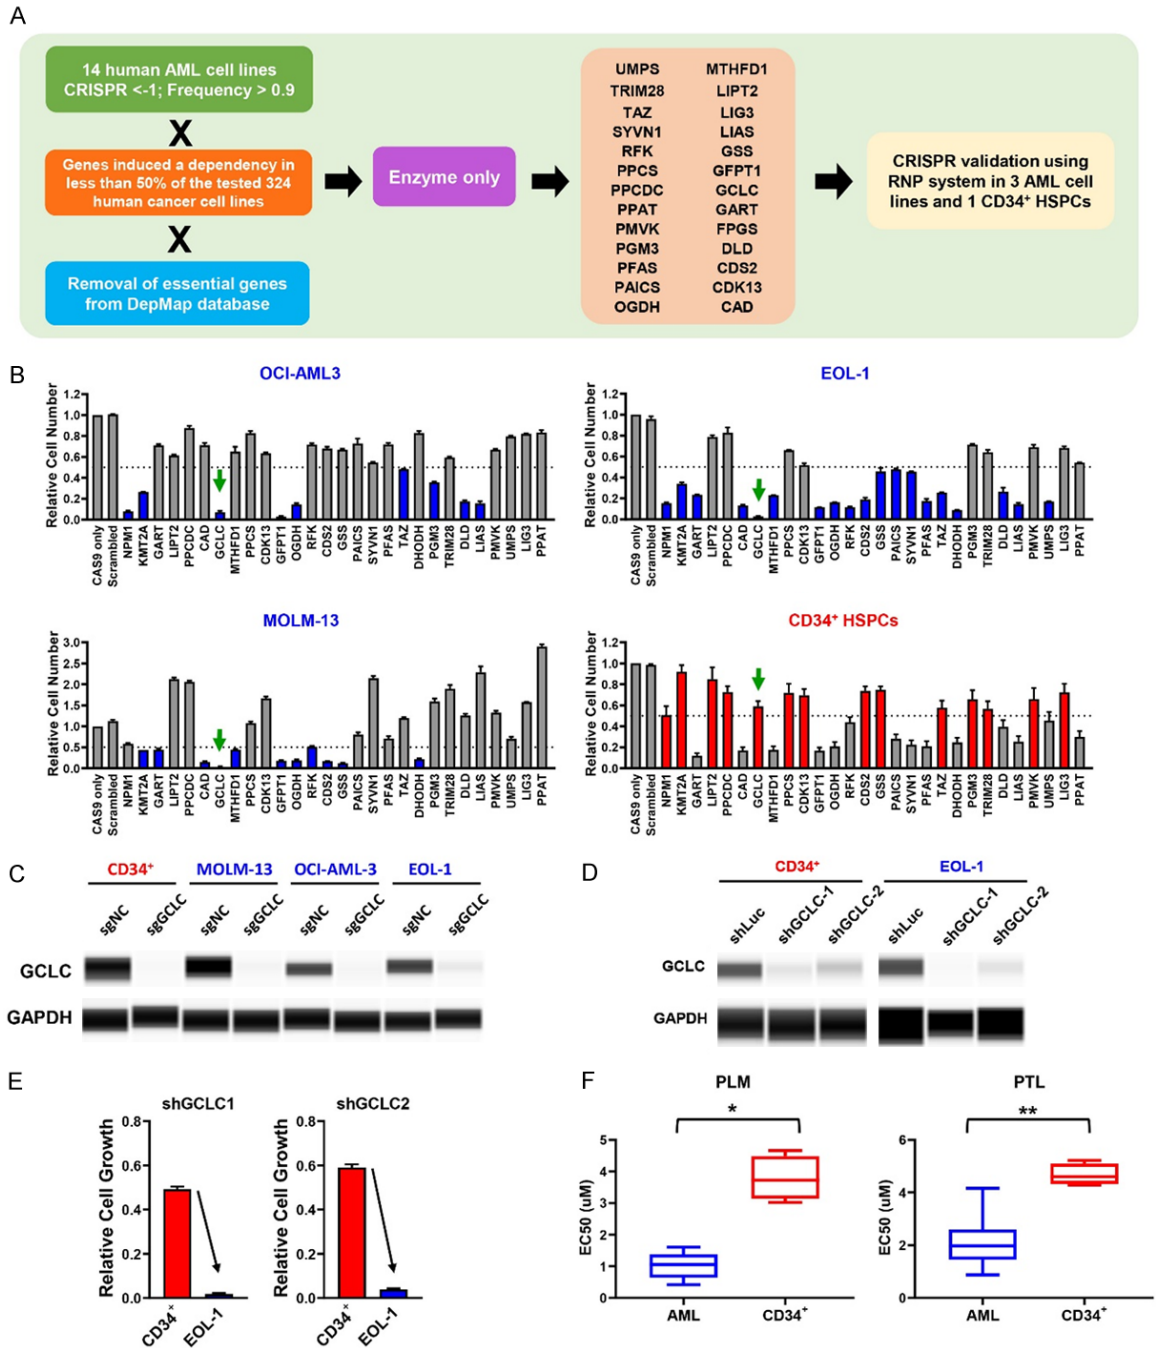 A
14 human AML cell lines
CRISPR <-1; Frequency > 0.9
X
Genes induced a dependency in
less than 50% of the tested 324
human cancer cell lines
X
Removal of essential genes
from DepMap database
Enzyme only
UMPS MTHFD1
TRIM28 LIPT2
TAZ LIG3
SYVN1 LIAS
RFK GSS
PPCS GFPT1
PPCDC GCLC
PPAT GART
PMVK FPGS
PGM3 DLD
PFAS CDS2
PAICS CDK13
OGDH CAD
CRISPR validation using
RNP system in 3 AML cell
lines and 1 CD34⁺ HSPCs
B
OCI-AML3
Relative Cell Number
1.2
1.0
0.8
0.6
0.4
0.2
0.0
CAS9 only
Scrambled
NPM1
KMT2A
GART
LIPT2
PPCDC
CAD
GCLC
MTHFD1
PPCS
CDK13
GFPT1
OGDH
RFK
CDS2
GSS
PAICS
SYVN1
PFAS
TAZ
DHODH
PGM3
TRIM28
DLD
LIAS
PMVK
UMPS
LIG3
PPAT
EOL-1
Relative Cell Number
1.2
1.0
0.8
0.6
0.4
0.2
0.0
CAS9 only
Scrambled
NPM1
KMT2A
GART
LIPT2
PPCDC
CAD
GCLC
MTHFD1
PPCS
CDK13
GFPT1
OGDH
RFK
CDS2
GSS
PAICS
SYVN1
PFAS
TAZ
DHODH
PGM3
TRIM28
DLD
LIAS
PMVK
UMPS
LIG3
PPAT
MOLM-13
Relative Cell Number
3.0
2.5
2.0
1.5
1.0
0.5
0.0
CAS9 only
Scrambled
NPM1
KMT2A
GART
LIPT2
PPCDC
CAD
GCLC
MTHFD1
PPCS
CDK13
GFPT1
OGDH
RFK
CDS2
GSS
PAICS
SYVN1
PFAS
TAZ
DHODH
PGM3
TRIM28
DLD
LIAS
PMVK
UMPS
LIG3
PPAT
CD34⁺ HSPCs
Relative Cell Number
1.2
1.0
0.8
0.6
0.4
0.2
0.0
CAS9 only
Scrambled
NPM1
KMT2A
GART
LIPT2
PPCDC
CAD
GCLC
MTHFD1
PPCS
CDK13
GFPT1
OGDH
RFK
CDS2
GSS
PAICS
SYVN1
PFAS
TAZ
DHODH
PGM3
TRIM28
DLD
LIAS
PMVK
UMPS
LIG3
PPAT
C
CD34⁺ MOLM-13 OCI-AML-3 EOL-1
sgNC sgGCLC sgNC sgGCLC sgNC sgGCLC sgNC sgGCLC
GCLC
GAPDH
D
CD34⁺ EOL-1
shLuc shGCLC-1 shGCLC-2 shLuc shGCLC-1 shGCLC-2
GCLC
GAPDH
E
shGCLC1
Relative Cell Growth
0.8
0.6
0.4
0.2
0.0
CD34⁺ EOL-1
shGCLC2
Relative Cell Growth
0.8
0.6
0.4
0.2
0.0
CD34⁺ EOL-1
F
PLM
*
EC50 (uM)
5
4
3
2
1
0
AML CD34⁺
PTL
**
EC50 (uM)
6
4
2
0
AML CD34⁺